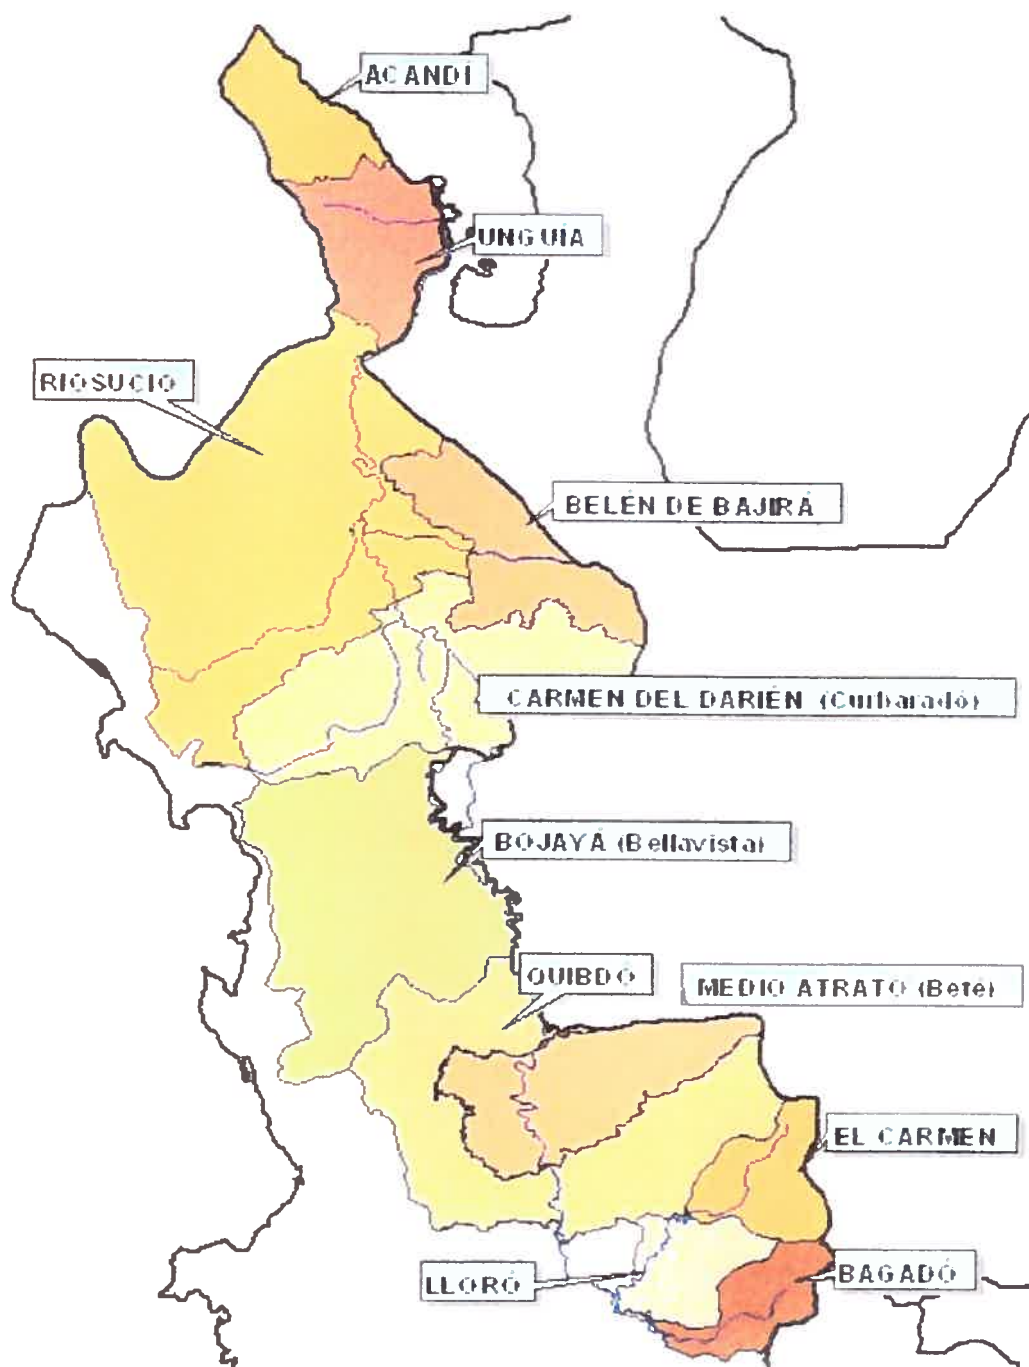 ACANDÍ
UNGUÍA
RIOSUCIO
BELÉN DE BAJIRÁ
CARMEN DEL DARIÉN (Curbaradó)
BOJAYÁ (Bellavista)
QUIBDÓ
MEDIO ATRATO (Beté)
EL CARMEN
LLORÓ
BAGADÓ